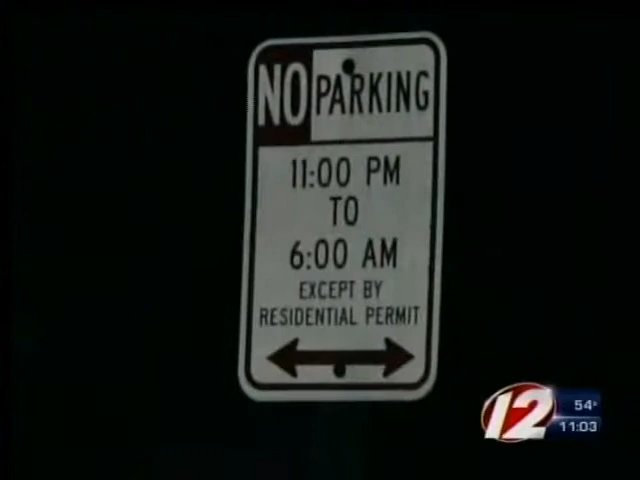 NO PARKING
11:00 PM
TO
6:00 AM
EXCEPT BY
RESIDENTIAL PERMIT
12
54°
11:03